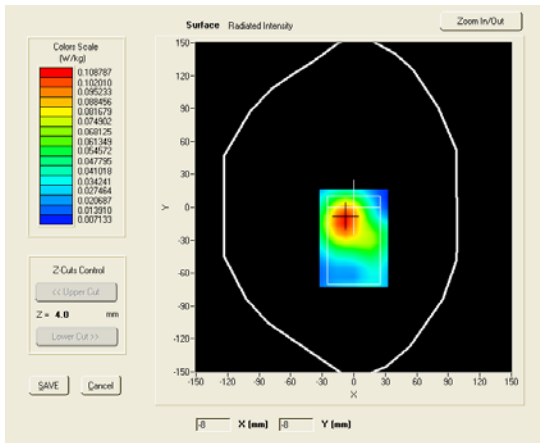 Surface Radiated Intensity
Zoom In/Out
Colors Scale
(W/kg)
0.108787
0.102010
0.095233
0.088456
0.081679
0.074902
0.068125
0.061349
0.054572
0.047795
0.041018
0.034241
0.027464
0.020687
0.013910
0.007133
Z-Cuts Control
<< Upper Cut
Z = 4.0 mm
Lower Cut >>
SAVE Cancel
150
120
90
60
30
0
-30
-60
-90
-120
-150
Y
-150 -120 -90 -60 -30 0 30 60 90 120 150
X
-8 X (mm) -8 Y (mm)